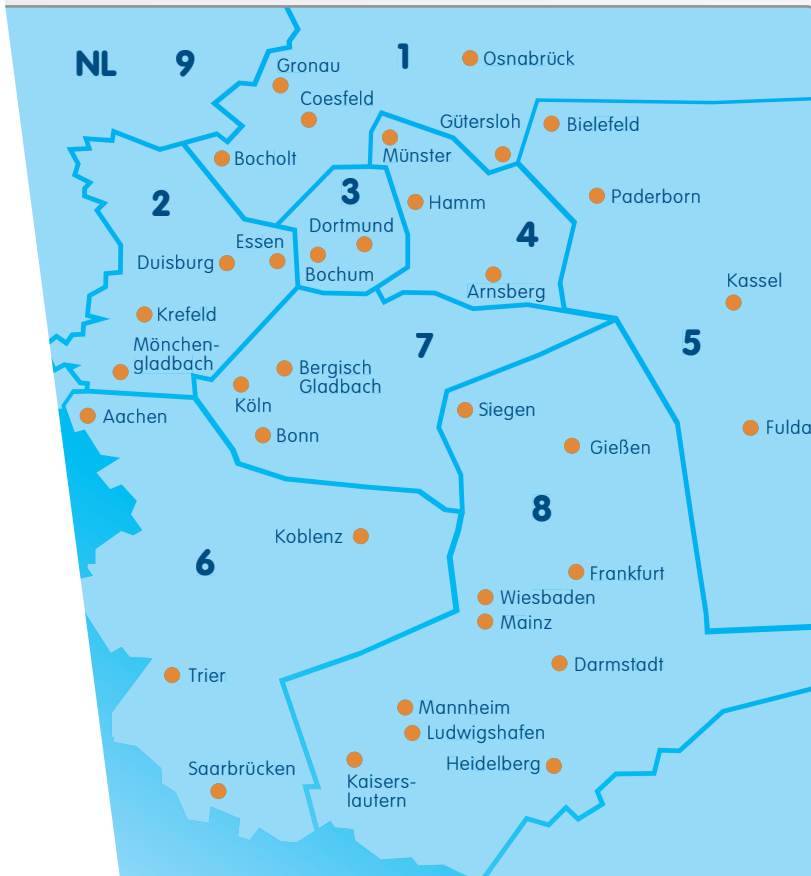 NL 9
1
Osnabrück
Gronau
Coesfeld
Gütersloh
Bielefeld
Münster
Bocholt
2
3
Hamm
Paderborn
Dortmund
4
Essen
Duisburg
Bochum
Arnsberg
Kassel
Krefeld
7
5
Mönchen-
gladbach
Bergisch
Gladbach
Köln
Aachen
Siegen
Bonn
Fulda
Gießen
8
Koblenz
6
Frankfurt
Wiesbaden
Mainz
Darmstadt
Trier
Mannheim
Ludwigshafen
Saarbrücken
Heidelberg
Kaisers-
lautern